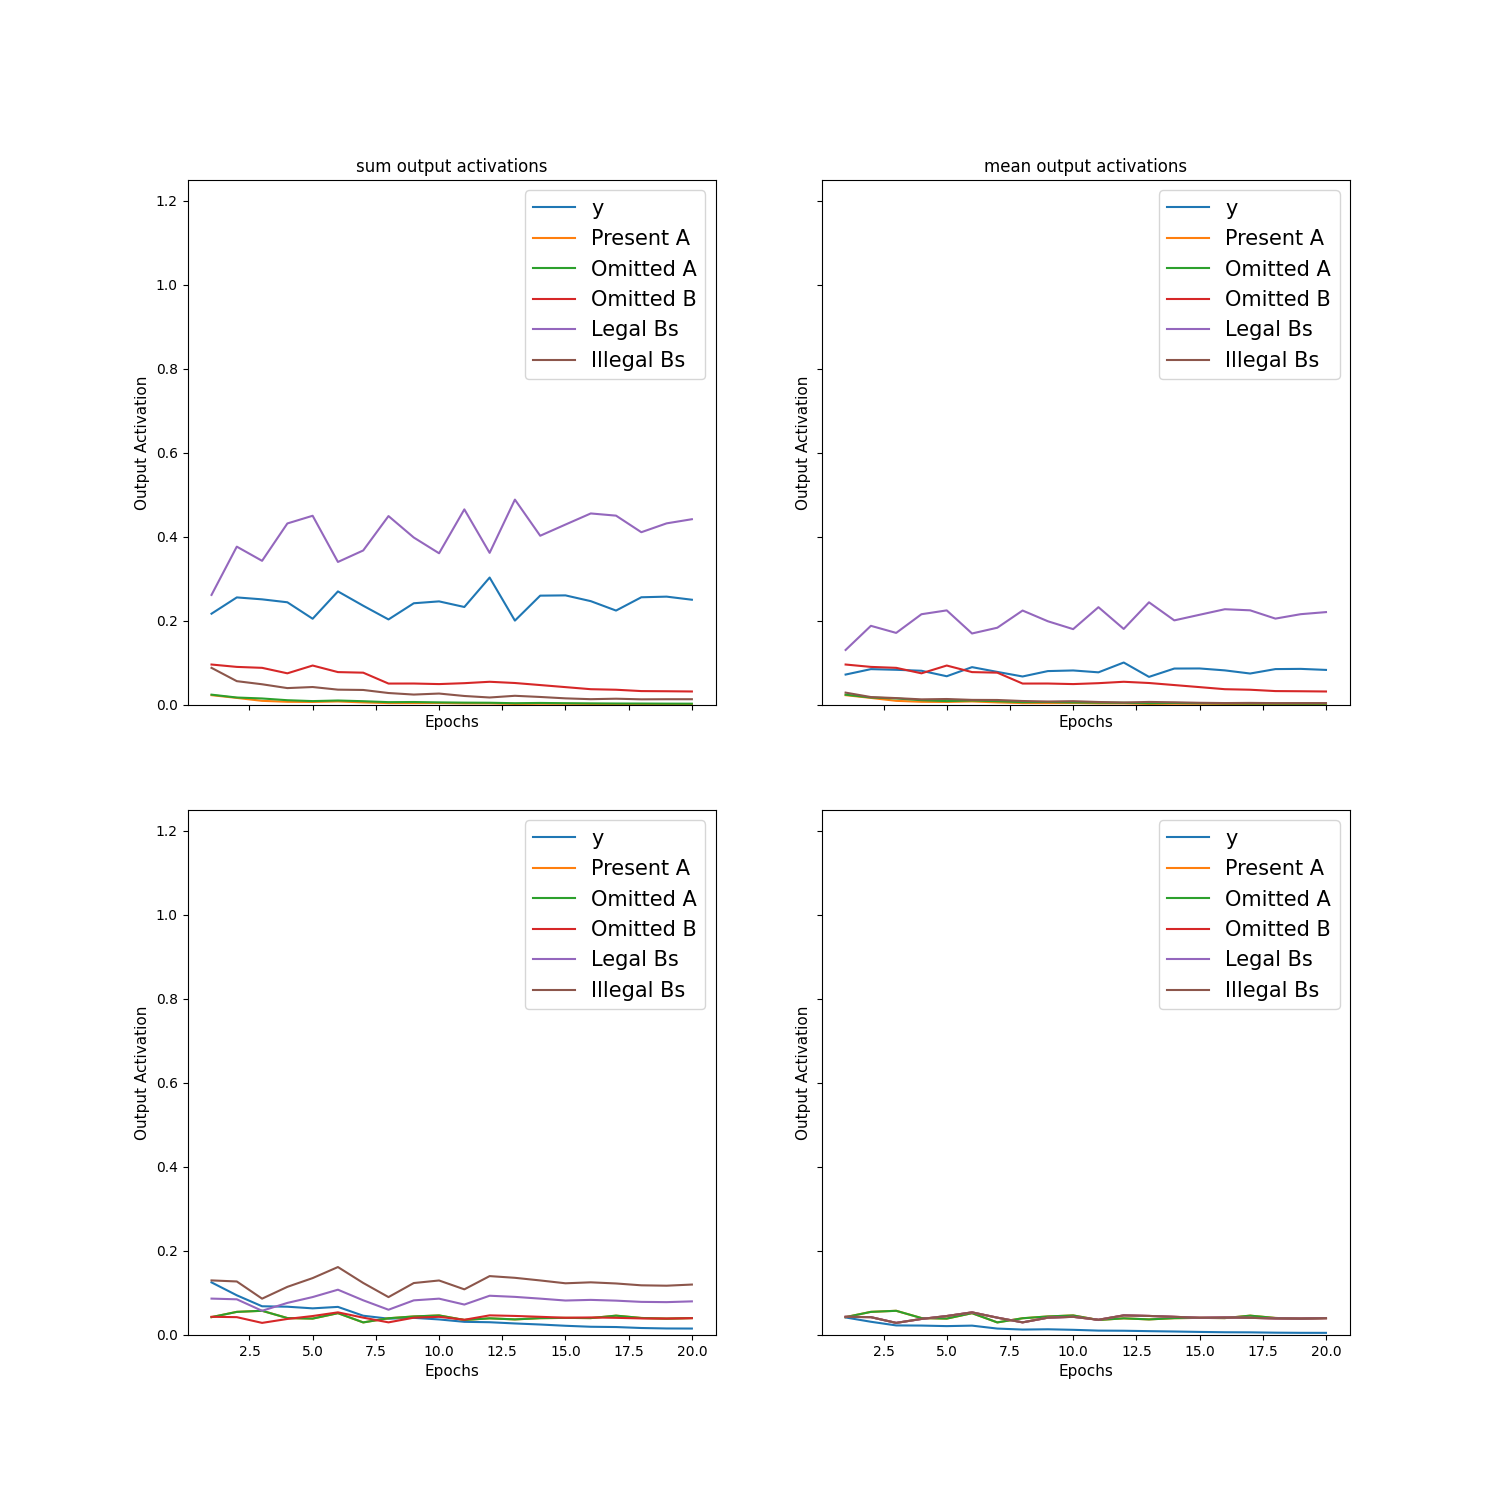 sum output activations
mean output activations
1.2
1.0
0.8
0.6
0.4
0.2
0.0
Output Activation
Epochs
y
Present A
Omitted A
Omitted B
Legal Bs
Illegal Bs
Output Activation
Epochs
y
Present A
Omitted A
Omitted B
Legal Bs
Illegal Bs
1.2
1.0
0.8
0.6
0.4
0.2
0.0
Output Activation
2.5 5.0 7.5 10.0 12.5 15.0 17.5 20.0
Epochs
y
Present A
Omitted A
Omitted B
Legal Bs
Illegal Bs
Output Activation
2.5 5.0 7.5 10.0 12.5 15.0 17.5 20.0
Epochs
y
Present A
Omitted A
Omitted B
Legal Bs
Illegal Bs